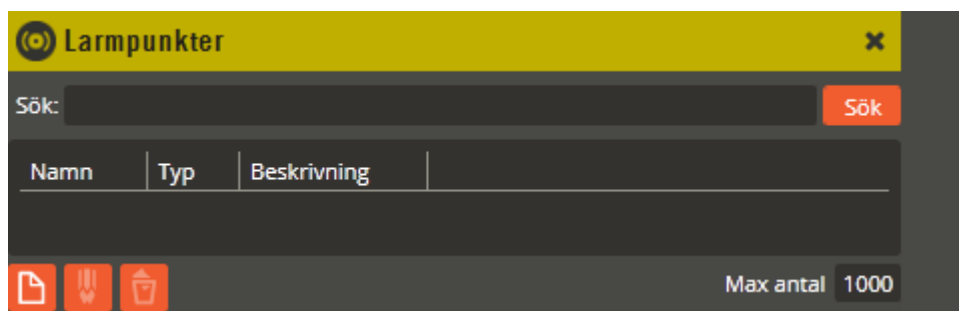 Larmpunkter
Sök: Sök
Namn Typ Beskrivning
Max antal 1000